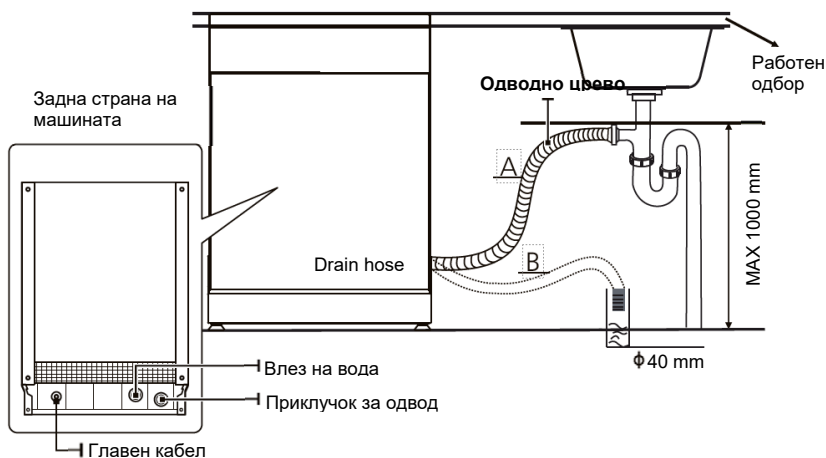 Работен
одбор
Одводно црево
Задна страна на
машината
A
MAX 1000 mm
Drain hose
B
ϕ 40 mm
Влез на вода
Приклучок за одвод
Главен кабел